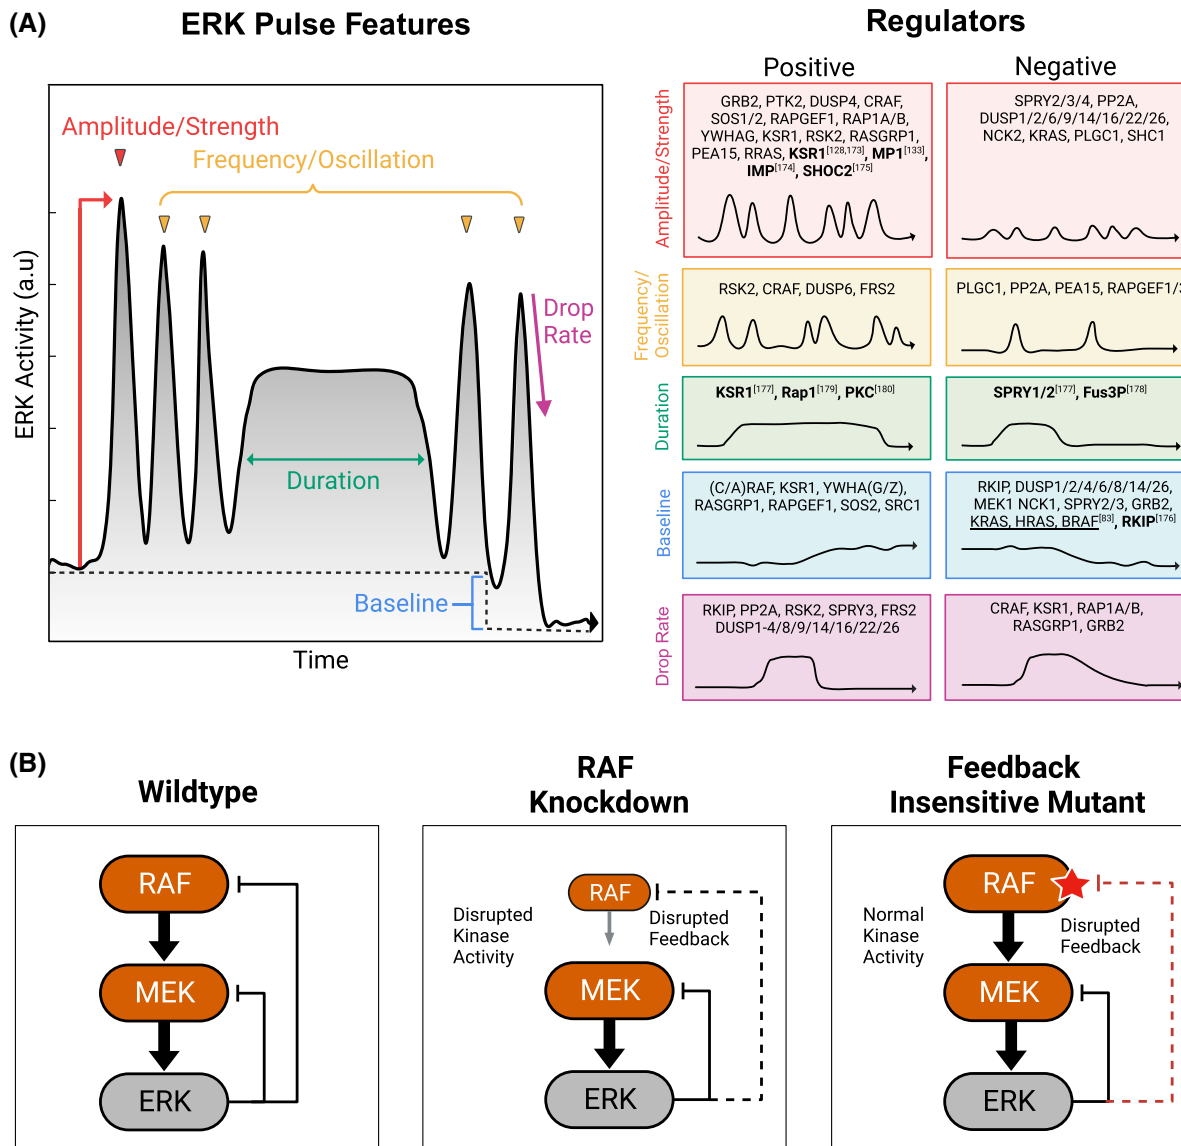 (A)
ERK Pulse Features
Amplitude/Strength
Frequency/Oscillation
Drop
Rate
Duration
Baseline
ERK Activity (a.u)
Time
Regulators
Positive
Negative
Amplitude/Strength
GRB2, PTK2, DUSP4, CRAF,
SOS1/2, RAPGEF1, RAP1A/B,
YWHAG, KSR1, RSK2, RASGRP1,
PEA15, RRAS, KSR1[128,173], MP1[133],
IMP[174], SHOC2[175]
SPRY2/3/4, PP2A,
DUSP1/2/6/9/14/16/22/26,
NCK2, KRAS, PLGC1, SHC1
Frequency/
Oscillation
RSK2, CRAF, DUSP6, FRS2
PLGC1, PP2A, PEA15, RAPGEF1/3
Duration
KSR1[177], Rap1[179], PKC[180]
SPRY1/2[177], Fus3P[178]
Baseline
(C/A)RAF, KSR1, YWHA(G/Z),
RASGRP1, RAPGEF1, SOS2, SRC1
RKIP, DUSP1/2/4/6/8/14/26,
MEK1 NCK1, SPRY2/3, GRB2,
KRAS, HRAS, BRAF[83], RKIP[176]
Drop Rate
RKIP, PP2A, RSK2, SPRY3, FRS2
DUSP1-4/8/9/14/16/22/26
CRAF, KSR1, RAP1A/B,
RASGRP1, GRB2
(B)
Wildtype
RAF
MEK
ERK
RAF
Knockdown
RAF
Disrupted
Kinase
Activity
Disrupted
Feedback
MEK
ERK
Feedback
Insensitive Mutant
RAF
Normal
Kinase
Activity
Disrupted
Feedback
MEK
ERK